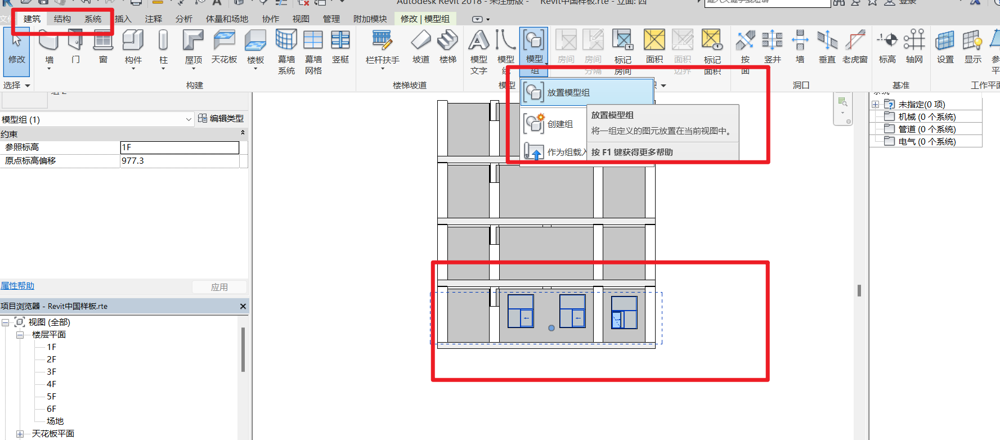 Autodesk Revit 2018 - 未注册版 - Revit中国样板.rte - 立面: 四
登录
建筑 结构 系统 插入 注释 分析 体量和场地 协作 视图 管理 附加模块 修改 | 模型组
修改 墙 门 窗 构件 柱 屋顶 天花板 楼板 幕墙 系统 幕墙 网格 竖梃 栏杆扶手 坡道 楼梯 模型 文字 模型 线 模型 组 房间 房间 分隔 标记 房间 面积 面积 边界 标记 面积 按 面 竖井 墙 垂直 老虎窗 标高 轴网 设置 显示
选择 构建 楼梯坡道 模型 洞口 基准 工作平面
放置模型组
创建组
作为组载入
放置模型组
将一组定义的图元放置在当前视图中。
按 F1 键获得更多帮助
组 2
模型组 (1) 编辑类型
约束
参照标高 1F
原点标高偏移 977.3
属性帮助 应用
项目浏览器 - Revit中国样板.rte
视图 (全部)
楼层平面
1F
2F
3F
4F
5F
6F
场地
天花板平面
系统
未指定(0 项)
机械 (0 个系统)
管道 (0 个系统)
电气 (0 个系统)